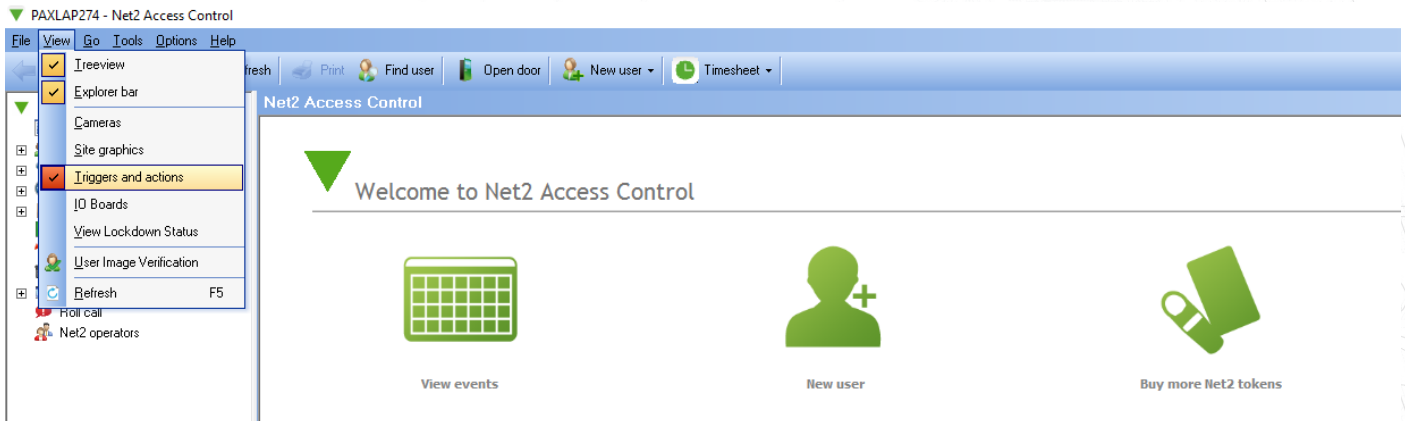 PAXLAP274 - Net2 Access Control
File View Go Tools Options Help
fresh Print Find user Open door New user Timesheet
Treeview
Explorer bar
Cameras
Site graphics
Triggers and actions
IO Boards
View Lockdown Status
User Image Verification
Refresh F5
Roll call
Net2 operators
Net2 Access Control
Welcome to Net2 Access Control
View events
New user
Buy more Net2 tokens